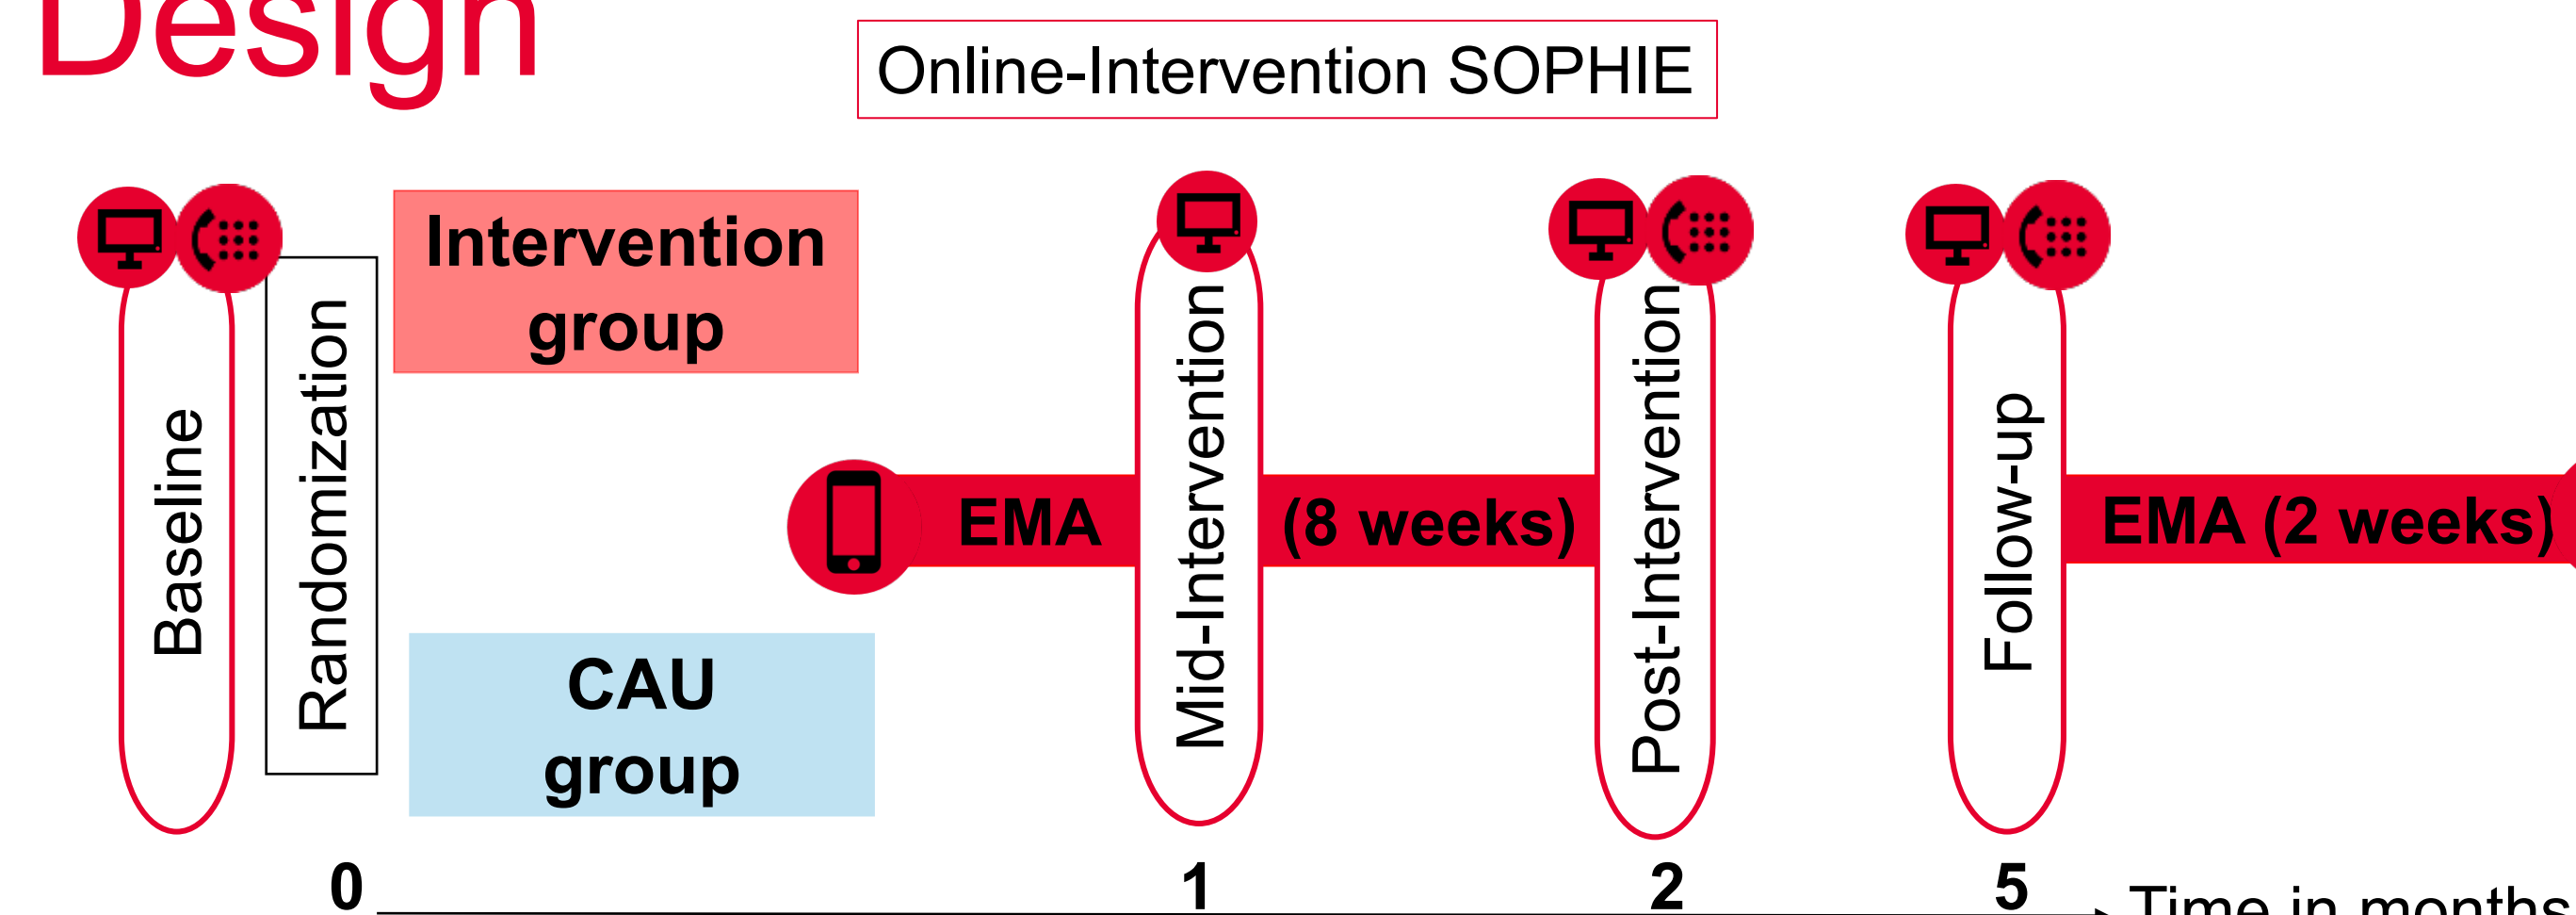 Design
Online-Intervention SOPHIE
Intervention
group
Baseline
Randomization
Mid-Intervention
Post-Intervention
Follow-up
EMA
(8 weeks)
EMA (2 weeks)
CAU
group
0
1
2
5
Time in months